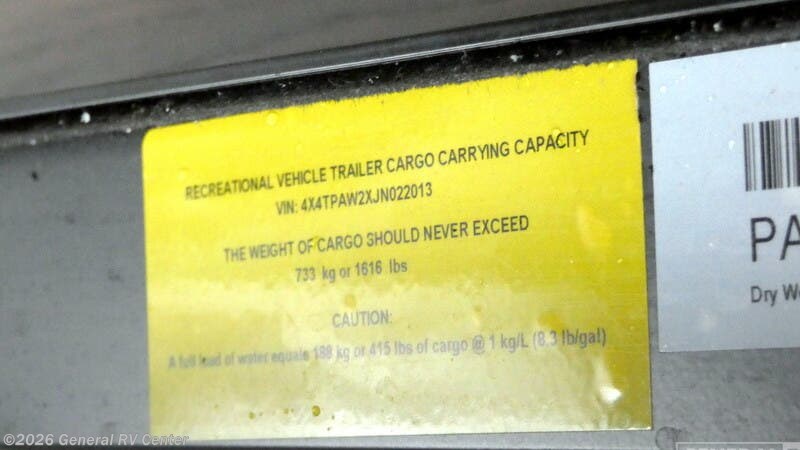 RECREATIONAL VEHICLE TRAILER CARGO CARRYING CAPACITY
VIN: 4X4TPAW2XJN022013
THE WEIGHT OF CARGO SHOULD NEVER EXCEED
733 kg or 1616 lbs
CAUTION:
A full load of water equals 188 kg or 415 lbs of cargo @ 1 kg/L (8.3 lb/gal)
PA
Dry W
©2026 General RV Center